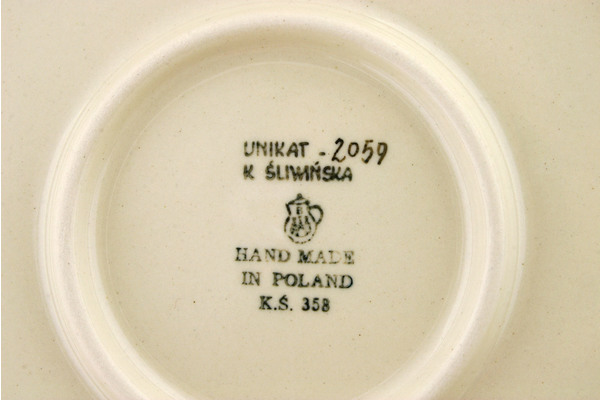 UNIKAT - 2059
K ŚLIWIŃSKA
HAND MADE
IN POLAND
K.Ś. 358